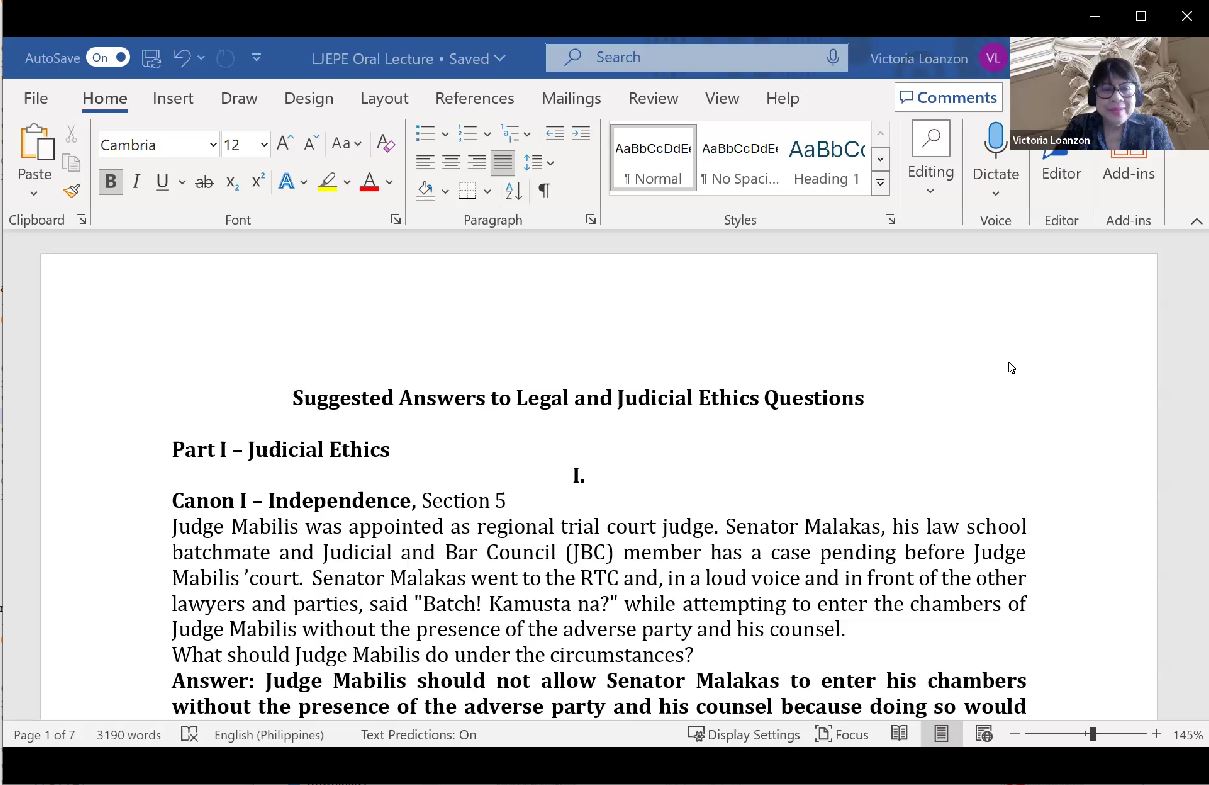 AutoSave On LJEPE Oral Lecture • Saved Search Victoria Loanzon VL
File Home Insert Draw Design Layout References Mailings Review View Help Comments
Victoria Loanzon
Cambria 12 Aa
Paste B I U ab x₂ x² A A
AaBbCcDdEe AaBbCcDdEe AaBbCc
¶ Normal ¶ No Spaci... Heading 1
Editing Dictate Editor Add-ins
Clipboard Font Paragraph Styles Voice Editor Add-ins
Suggested Answers to Legal and Judicial Ethics Questions
Part I – Judicial Ethics
I.
Canon I – Independence, Section 5
Judge Mabilis was appointed as regional trial court judge. Senator Malakas, his law school
batchmate and Judicial and Bar Council (JBC) member has a case pending before Judge
Mabilis ’court. Senator Malakas went to the RTC and, in a loud voice and in front of the other
lawyers and parties, said "Batch! Kamusta na?" while attempting to enter the chambers of
Judge Mabilis without the presence of the adverse party and his counsel.
What should Judge Mabilis do under the circumstances?
Answer: Judge Mabilis should not allow Senator Malakas to enter his chambers
without the presence of the adverse party and his counsel because doing so would
Page 1 of 7 3190 words English (Philippines) Text Predictions: On Display Settings Focus 145%